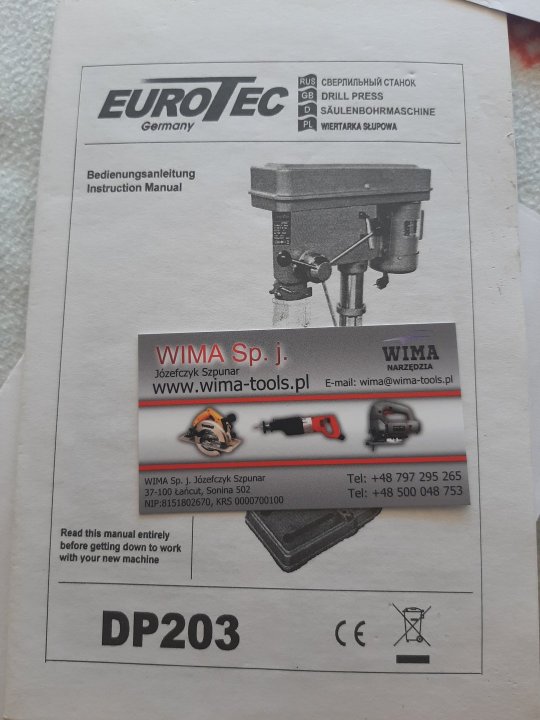 EUROTEC
Germany
RUS СВЕРЛИЛЬНЫЙ СТАНОК
GB DRILL PRESS
D SÄULENBOHRMASCHINE
PL WIERTARKA SŁUPOWA
Bedienungsanleitung
Instruction Manual
WIMA Sp. j.
Józefczyk Szpunar
www.wima-tools.pl
WIMA
NARZĘDZIA
E-mail: wima@wima-tools.pl
WIMA Sp. j. Józefczyk Szpunar
37-100 Łańcut, Sonina 502
NIP:8151802670, KRS 0000700100
Tel: +48 797 295 265
Tel: +48 500 048 753
Read this manual entirely
before getting down to work
with your new machine
DP203
CE